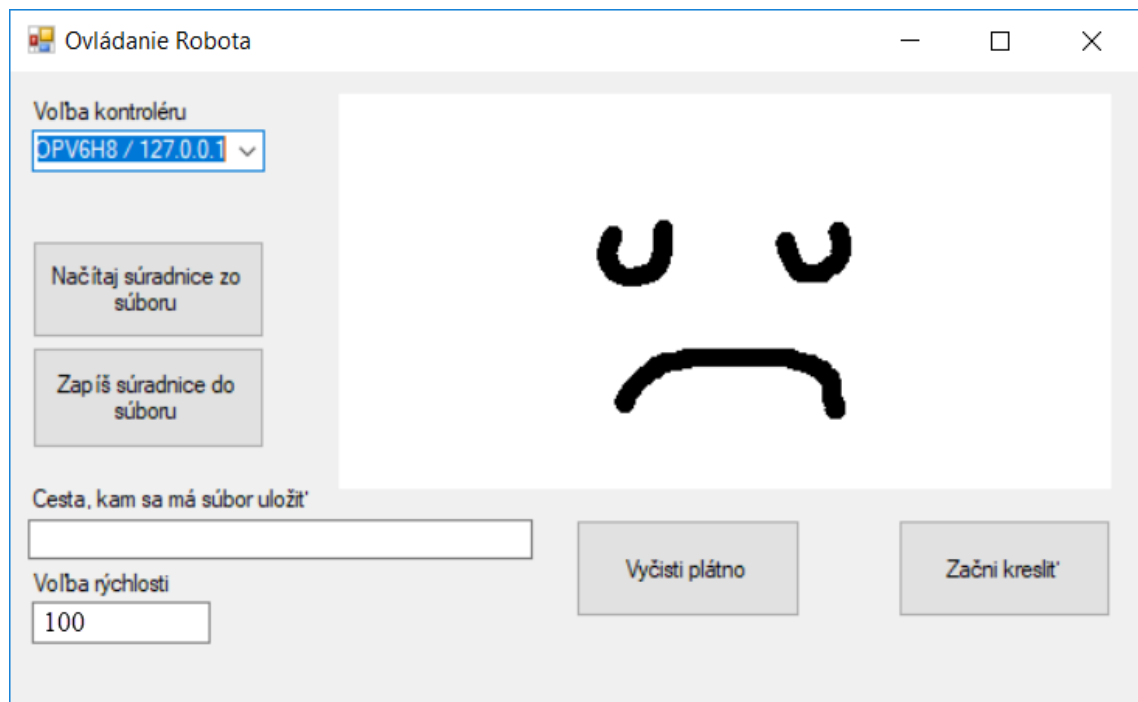 Ovládanie Robota
Voľba kontroléru
OPV6H8 / 127.0.0.1
Načítaj súradnice zo
súboru
Zapíš súradnice do
súboru
Cesta, kam sa má súbor uložiť
Voľba rýchlosti
100
Vyčisti plátno
Začni kresliť